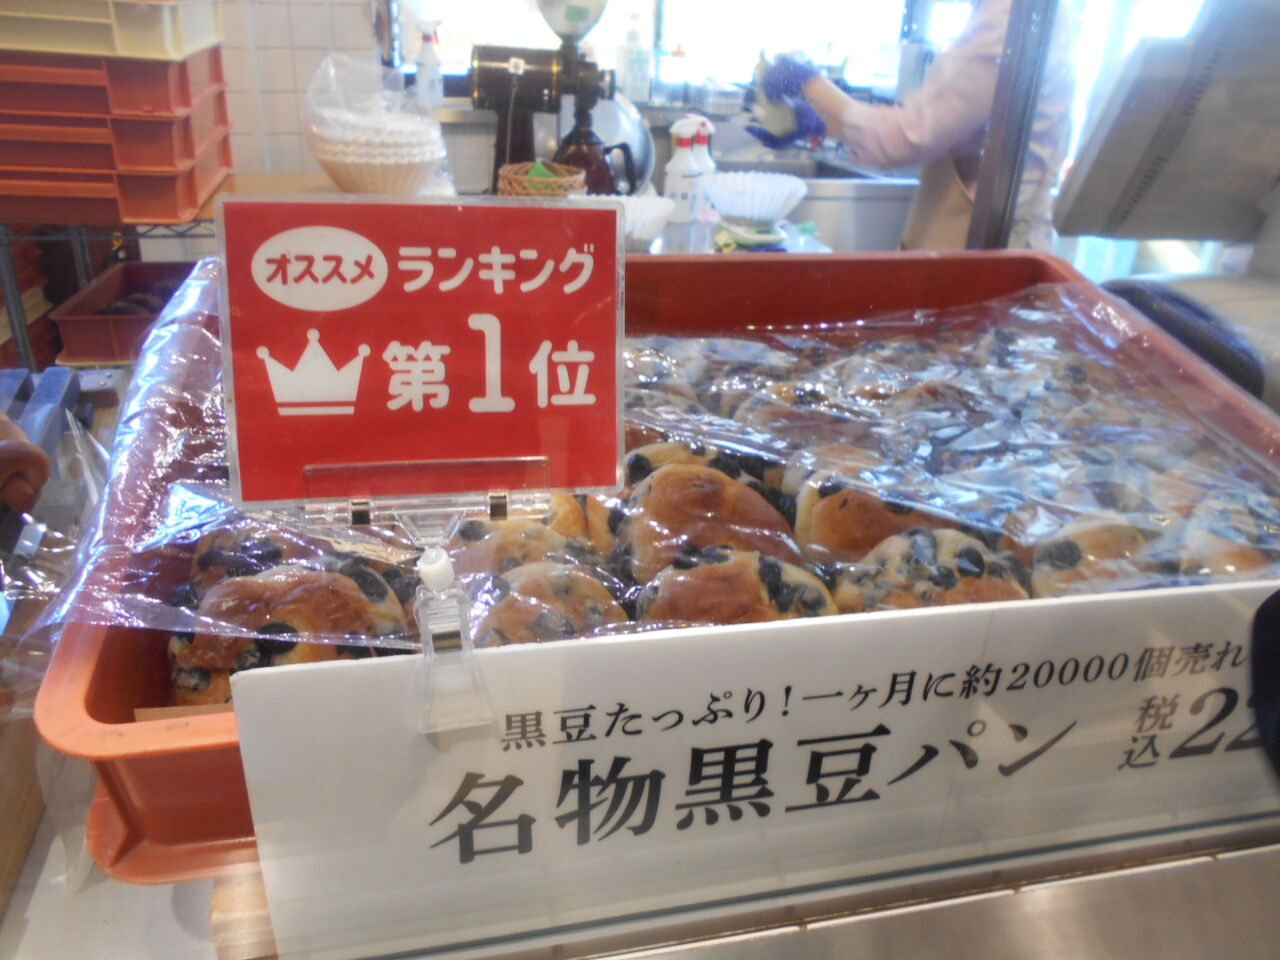 オススメ ランキング
第1位
黒豆たっぷり!一ヶ月に約20000個売れ
名物黒豆パン
税込22